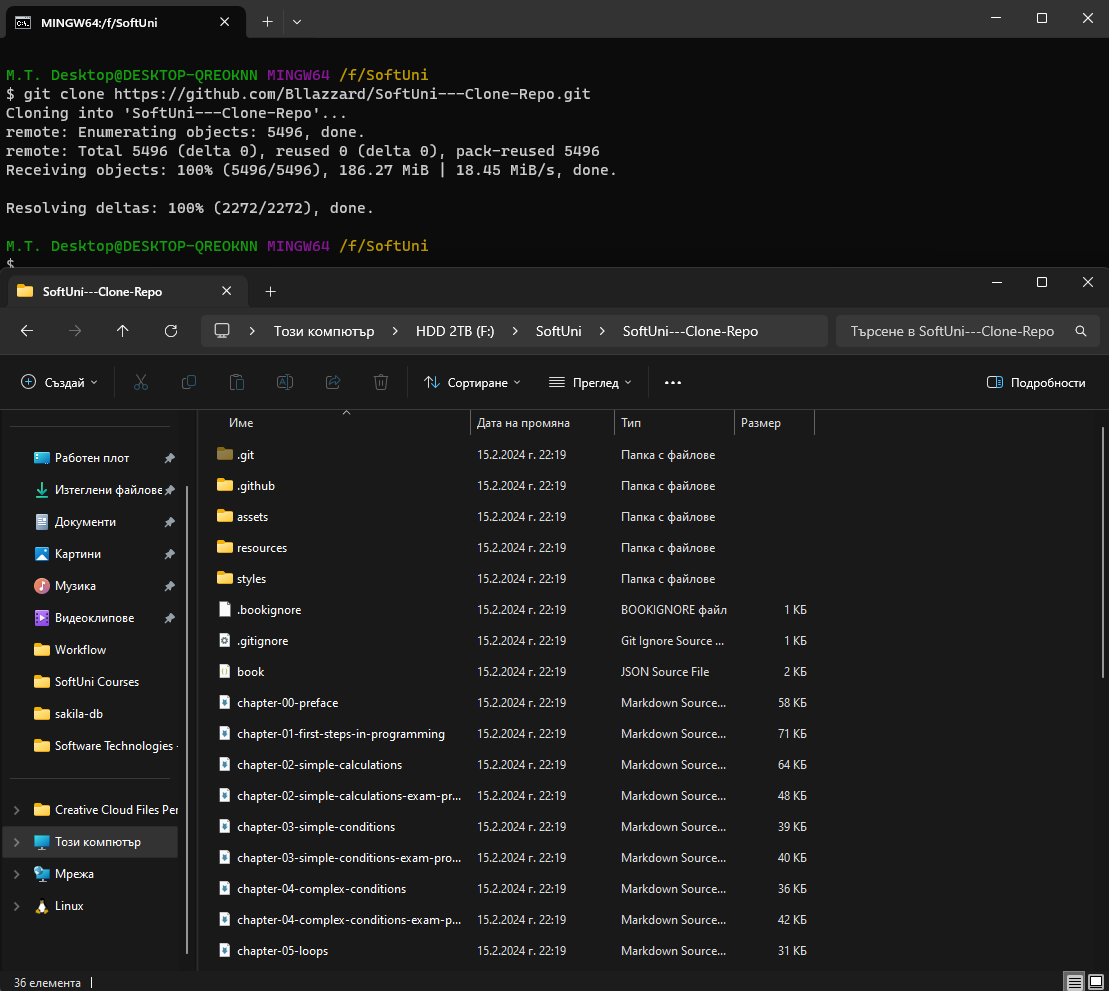 MINGW64:/f/SoftUni
M.T. Desktop@DESKTOP-QREOKNN MINGW64 /f/SoftUni
$ git clone https://github.com/Bllazzard/SoftUni---Clone-Repo.git
Cloning into 'SoftUni---Clone-Repo'...
remote: Enumerating objects: 5496, done.
remote: Total 5496 (delta 0), reused 0 (delta 0), pack-reused 5496
Receiving objects: 100% (5496/5496), 186.27 MiB | 18.45 MiB/s, done.
Resolving deltas: 100% (2272/2272), done.
M.T. Desktop@DESKTOP-QREOKNN MINGW64 /f/SoftUni
$
SoftUni---Clone-Repo
Този компютър > HDD 2TB (F:) > SoftUni > SoftUni---Clone-Repo
Търсене в SoftUni---Clone-Repo
Създай Сортиране Преглед ... Подробности
Работен плот
Изтеглени файлове
Документи
Картини
Музика
Видеоклипове
Workflow
SoftUni Courses
sakila-db
Software Technologies -
Creative Cloud Files Per
Този компютър
Мрежа
Linux
Име Дата на промяна Тип Размер
.git 15.2.2024 г. 22:19 Папка с файлове
.github 15.2.2024 г. 22:19 Папка с файлове
assets 15.2.2024 г. 22:19 Папка с файлове
resources 15.2.2024 г. 22:19 Папка с файлове
styles 15.2.2024 г. 22:19 Папка с файлове
.bookignore 15.2.2024 г. 22:19 BOOKIGNORE файл 1 КБ
.gitignore 15.2.2024 г. 22:19 Git Ignore Source ... 1 КБ
book 15.2.2024 г. 22:19 JSON Source File 2 КБ
chapter-00-preface 15.2.2024 г. 22:19 Markdown Source... 58 КБ
chapter-01-first-steps-in-programming 15.2.2024 г. 22:19 Markdown Source... 71 КБ
chapter-02-simple-calculations 15.2.2024 г. 22:19 Markdown Source... 64 КБ
chapter-02-simple-calculations-exam-pr... 15.2.2024 г. 22:19 Markdown Source... 48 КБ
chapter-03-simple-conditions 15.2.2024 г. 22:19 Markdown Source... 39 КБ
chapter-03-simple-conditions-exam-pro... 15.2.2024 г. 22:19 Markdown Source... 40 КБ
chapter-04-complex-conditions 15.2.2024 г. 22:19 Markdown Source... 36 КБ
chapter-04-complex-conditions-exam-p... 15.2.2024 г. 22:19 Markdown Source... 42 КБ
chapter-05-loops 15.2.2024 г. 22:19 Markdown Source... 31 КБ
36 елемента